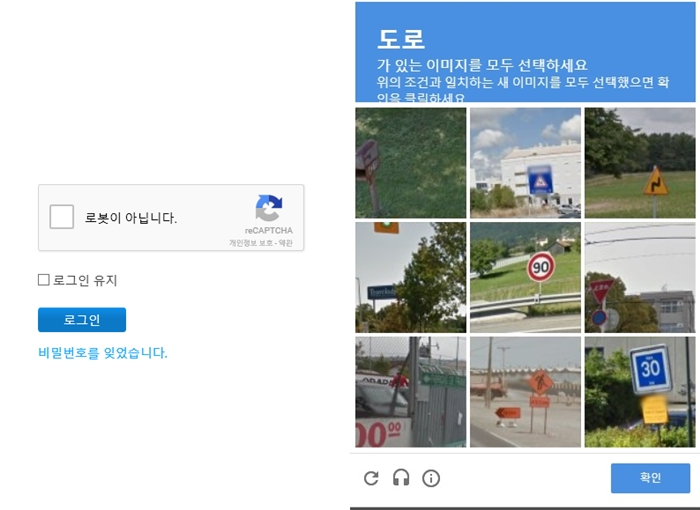 로봇이 아닙니다.
reCAPTCHA
개인정보 보호 - 약관
로그인 유지
로그인
비밀번호를 잊었습니다.
도로
가 있는 이미지를 모두 선택하세요
위의 조건과 일치하는 새 이미지를 모두 선택했으면 확
인을 클릭하세요
90
00 00
30
확인